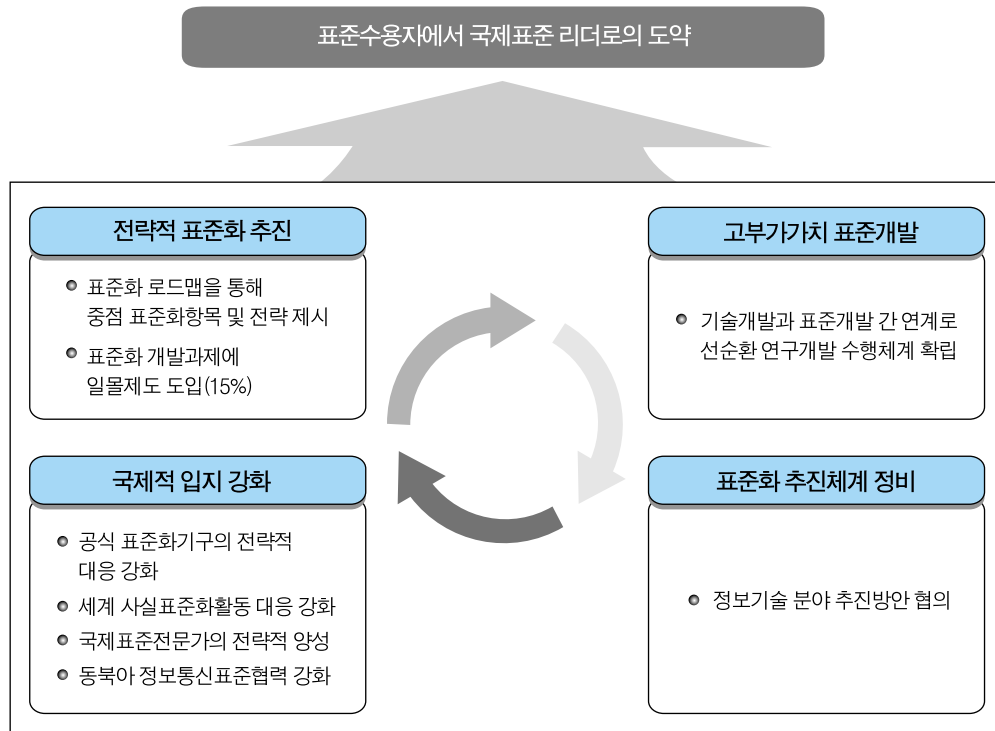 표준수용자에서 국제표준 리더로의 도약
전략적 표준화 추진
표준화 로드맵을 통해
중점 표준화항목 및 전략 제시
표준화 개발과제에
일몰제도 도입(15%)
고부가가치 표준개발
기술개발과 표준개발 간 연계로
선순환 연구개발 수행체계 확립
국제적 입지 강화
공식 표준화기구의 전략적
대응 강화
세계 사실표준화활동 대응 강화
국제표준전문가의 전략적 양성
동북아 정보통신표준협력 강화
표준화 추진체계 정비
정보기술 분야 추진방안 협의